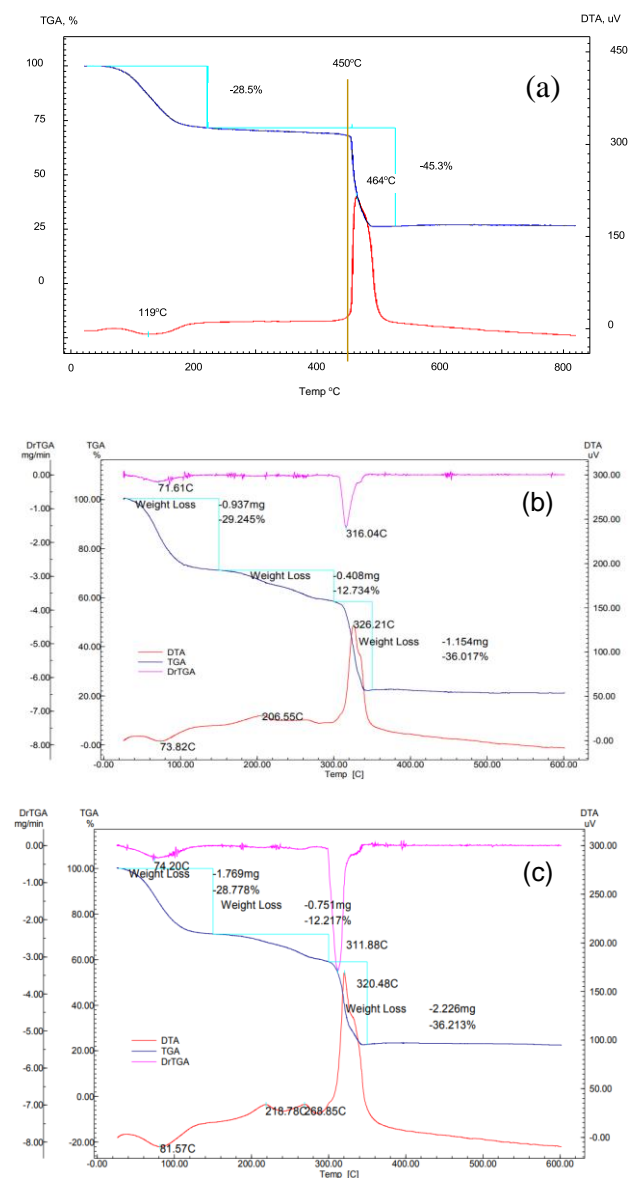 TGA, %
DTA, uV
450
450°C
100
(a)
-28.5%
75
300
-45.3%
50
464°C
25
150
0
119°C
0
0
200
400
600
800
Temp °C
DrTGA
mg/min
TGA
%
DTA
uV
0.00
300.00
71.61C
(b)
100.00
Weight Loss
-0.937mg
-29.245%
-1.00
250.00
316.04C
-2.00
80.00
200.00
Weight Loss
-0.408mg
-12.734%
-3.00
60.00
150.00
-4.00
326.21C
Weight Loss
-1.154mg
-36.017%
DTA
TGA
DrTGA
-5.00
40.00
100.00
-6.00
20.00
50.00
206.55C
-7.00
73.82C
-0.00
-0.00
-8.00
-0.00
100.00
200.00
300.00
400.00
500.00
600.00
Temp [C]
DrTGA
mg/min
TGA
%
DTA
uV
0.00
300.00
74.20C
(c)
100.00
Weight Loss
-1.769mg
-28.778%
-1.00
250.00
Weight Loss
-0.751mg
-12.217%
-2.00
80.00
200.00
311.88C
-3.00
60.00
320.48C
150.00
-4.00
40.00
Weight Loss
-2.226mg
-36.213%
-5.00
100.00
DTA
TGA
DrTGA
20.00
-6.00
50.00
0.00
218.78C
268.85C
-7.00
-0.00
-8.00
-20.00
81.57C
-0.00
100.00
200.00
300.00
400.00
500.00
600.00
Temp [C]